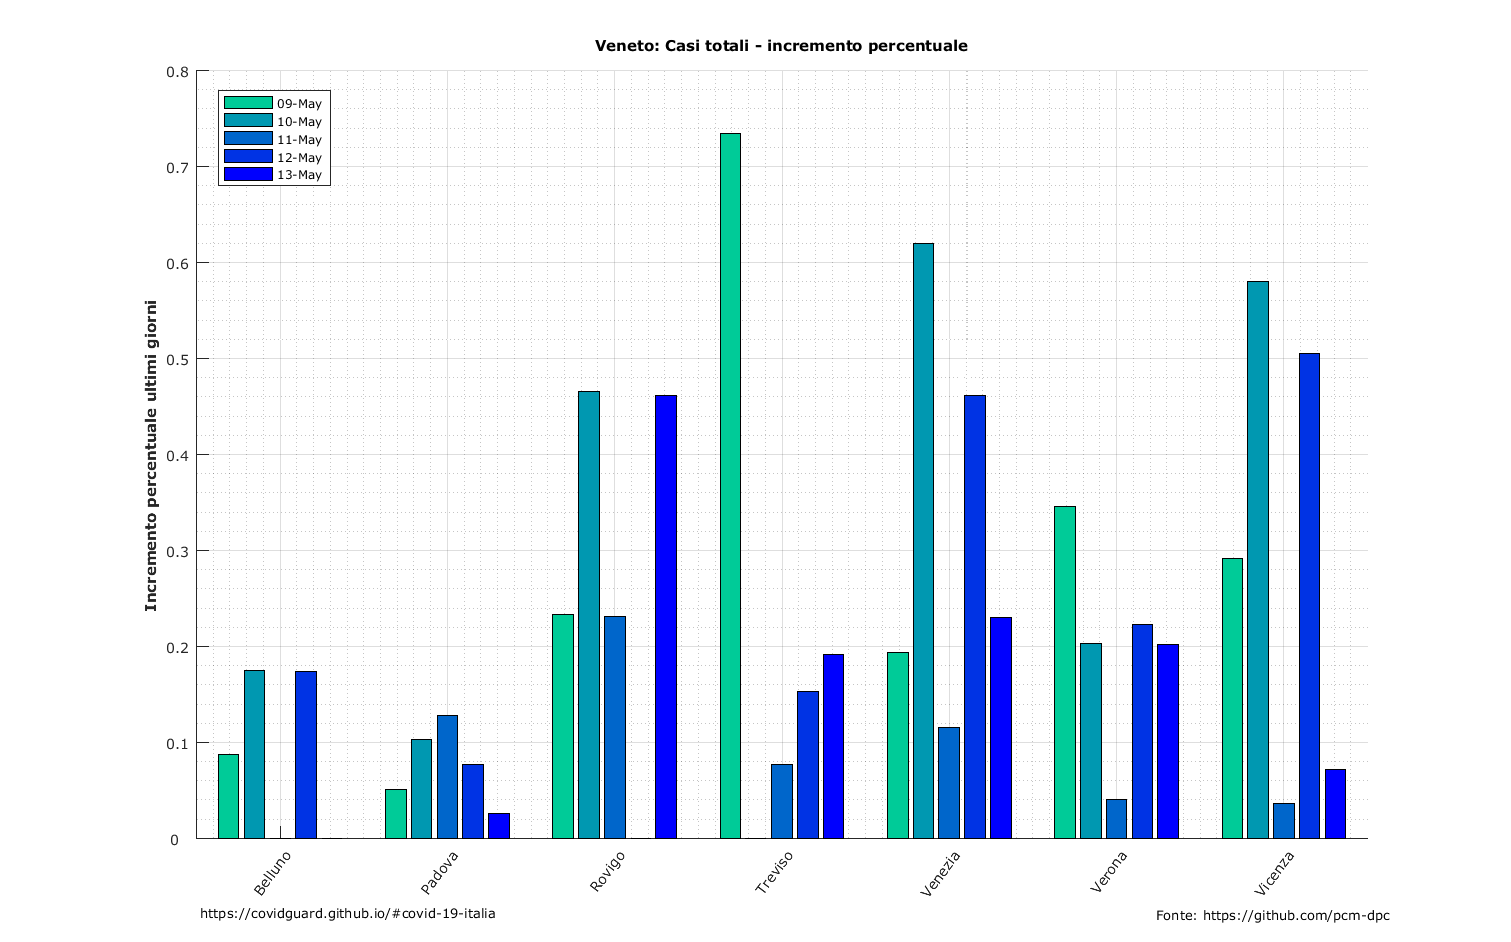 Veneto: Casi totali - incremento percentuale
Incremento percentuale ultimi giorni
0.8
0.7
0.6
0.5
0.4
0.3
0.2
0.1
0
09-May
10-May
11-May
12-May
13-May
Belluno
Padova
Rovigo
Treviso
Venezia
Verona
Vicenza
https://covidguard.github.io/#covid-19-italia
Fonte: https://github.com/pcm-dpc